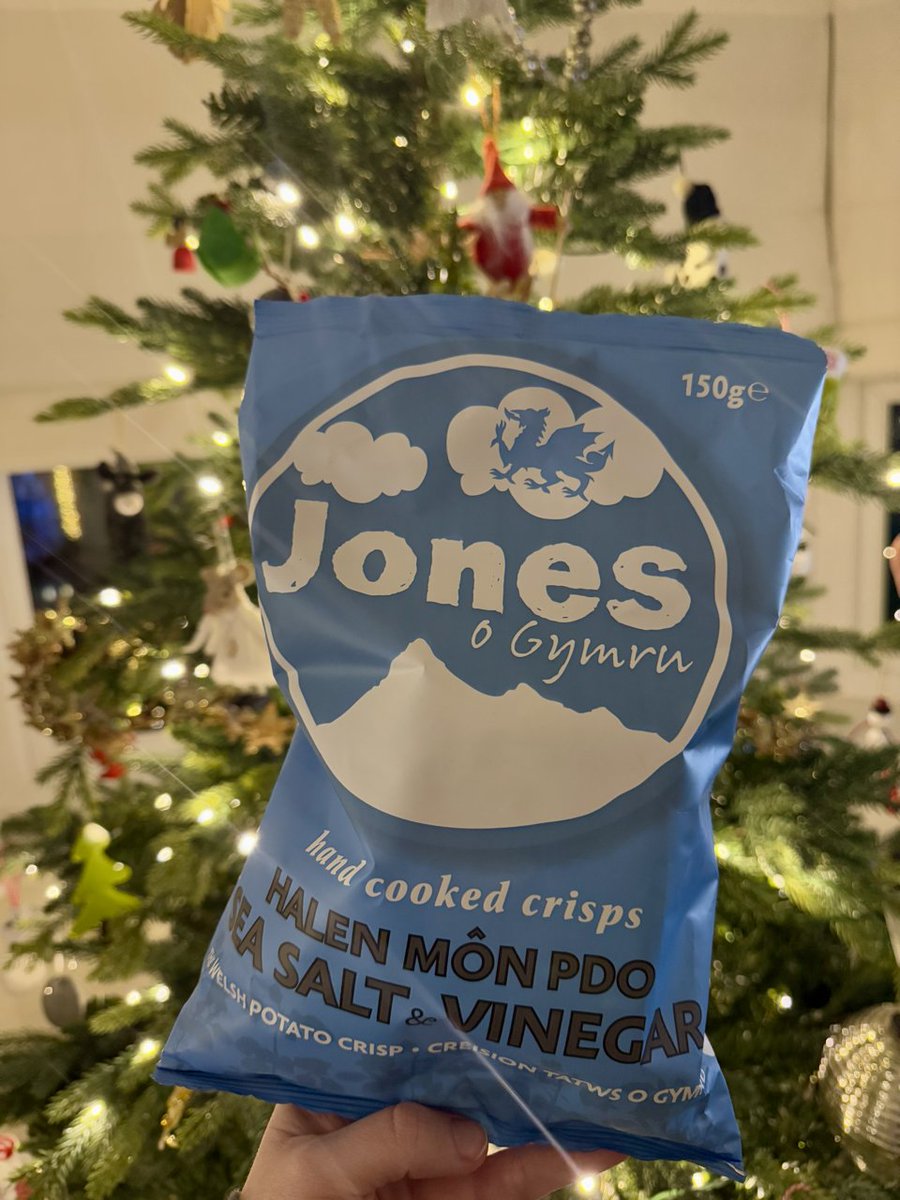 150g℮
Jones
o Gymru
hand cooked crisps
HALEN MÔN PDO
SEA SALT & VINEGAR
WELSH POTATO CRISP • CREISION TATWS O